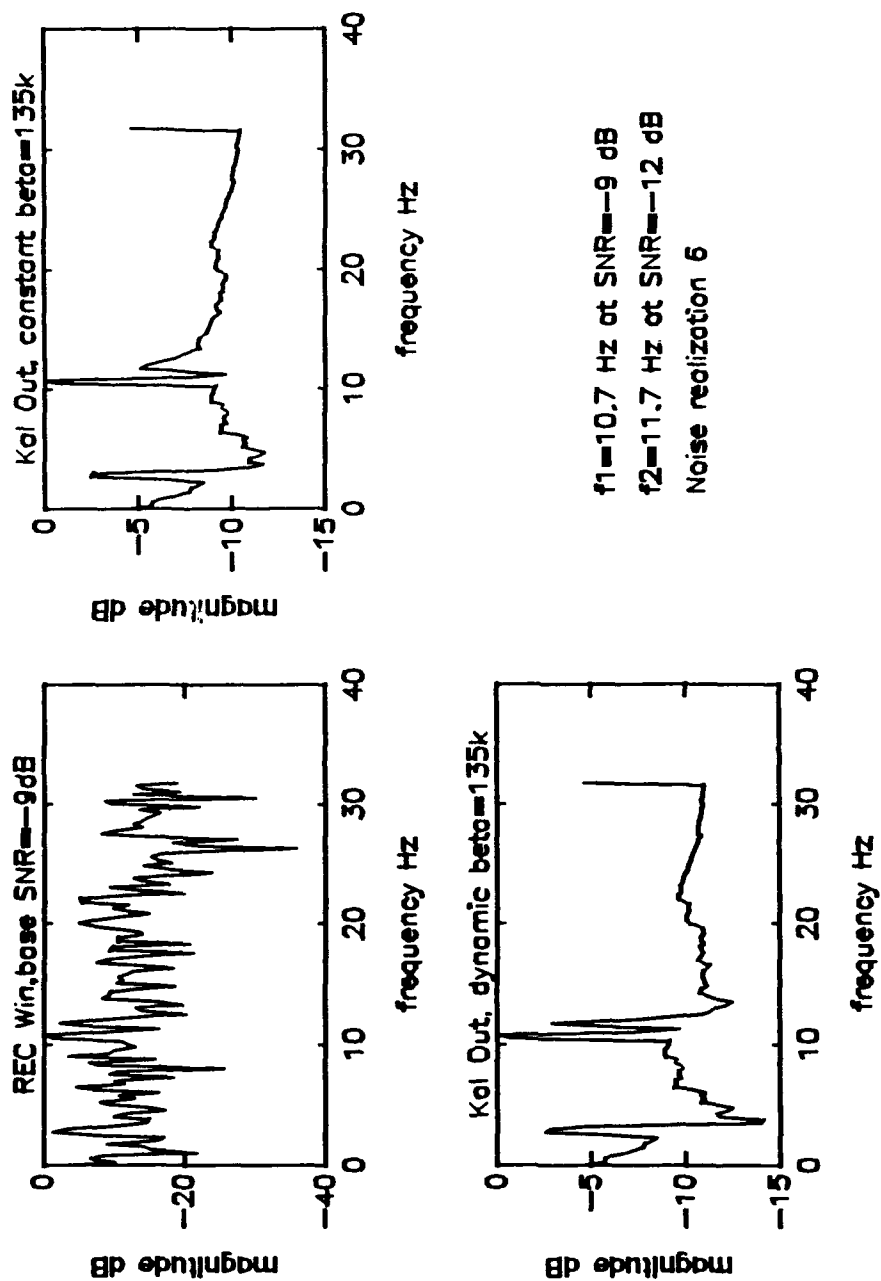 REC Win,base SNR=-9dB
0
-20
-40
magnitude dB
0 10 20 30 40
frequency Hz
Kal Out, constant beta=135k
0
-5
-10
-15
magnitude dB
0 10 20 30 40
frequency Hz
Kal Out, dynamic beta=135k
0
-5
-10
-15
magnitude dB
0 10 20 30 40
frequency Hz
f1=10.7 Hz at SNR=-9 dB
f2=11.7 Hz at SNR=-12 dB
Noise realization 6